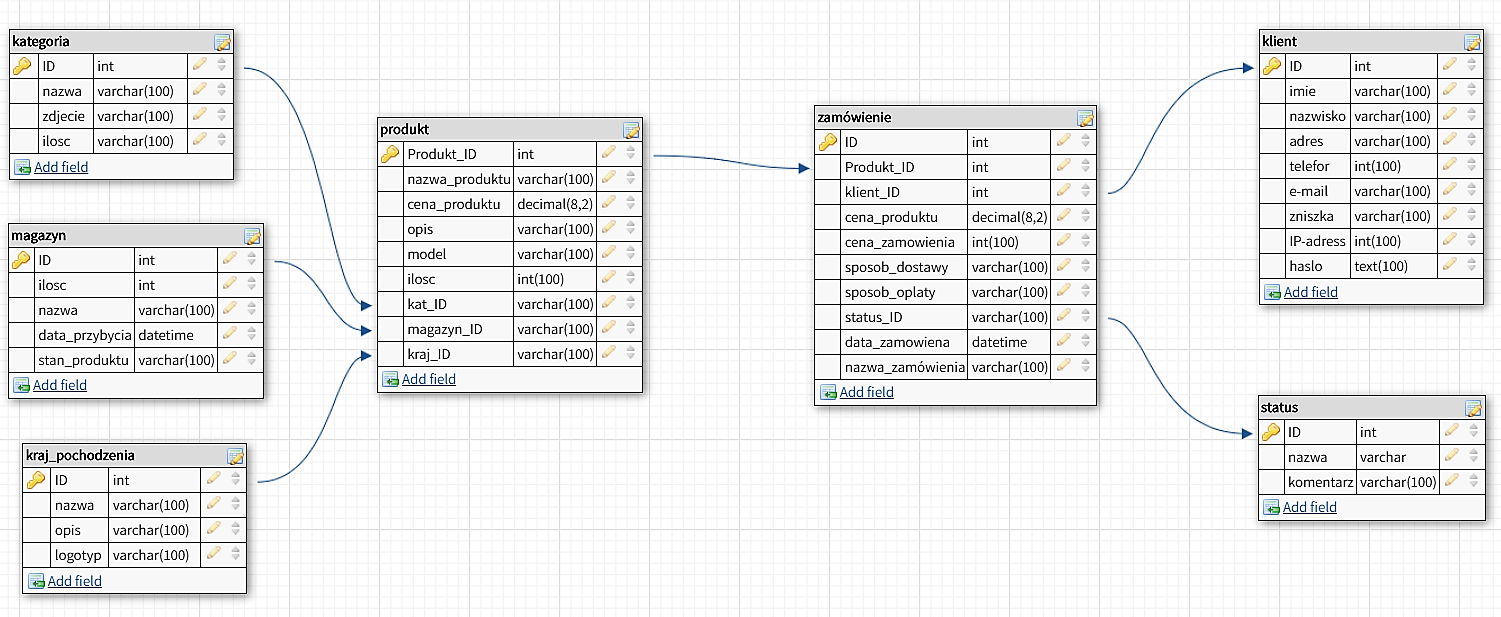 kategoria
ID int
nazwa varchar(100)
zdjecie varchar(100)
ilosc varchar(100)
Add field
magazyn
ID int
ilosc int
nazwa varchar(100)
data_przybycia datetime
stan_produktu varchar(100)
Add field
kraj_pochodzenia
ID int
nazwa varchar(100)
opis varchar(100)
logotyp varchar(100)
Add field
produkt
Produkt_ID int
nazwa_produktu varchar(100)
cena_produktu decimal(8,2)
opis varchar(100)
model varchar(100)
ilosc int(100)
kat_ID varchar(100)
magazyn_ID varchar(100)
kraj_ID varchar(100)
Add field
zamówienie
ID int
Produkt_ID int
klient_ID int
cena_produktu decimal(8,2)
cena_zamowienia int(100)
sposob_dostawy varchar(100)
sposob_oplaty varchar(100)
status_ID varchar(100)
data_zamowiena datetime
nazwa_zamówienia varchar(100)
Add field
klient
ID int
imie varchar(100)
nazwisko varchar(100)
adres varchar(100)
telefor int(100)
e-mail varchar(100)
zniszka varchar(100)
IP-adress int(100)
haslo text(100)
Add field
status
ID int
nazwa varchar
komentarz varchar(100)
Add field